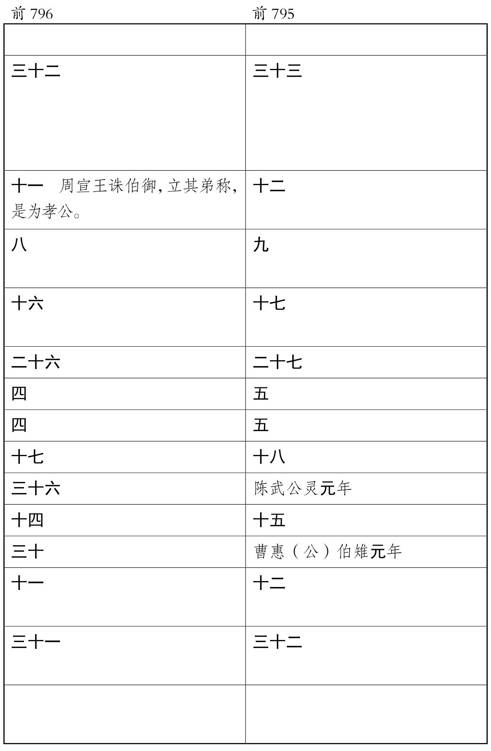 前 796 前 795
三十二 三十三
十一 周宣王诛伯御，立其弟称， 十二
是为孝公。
八 九
十六 十七
二十六 二十七
四 五
四 五
十七 十八
三十六 陈武公灵元年
十四 十五
三十 曹惠（公）伯雉元年
十一 十二
三十一 三十二